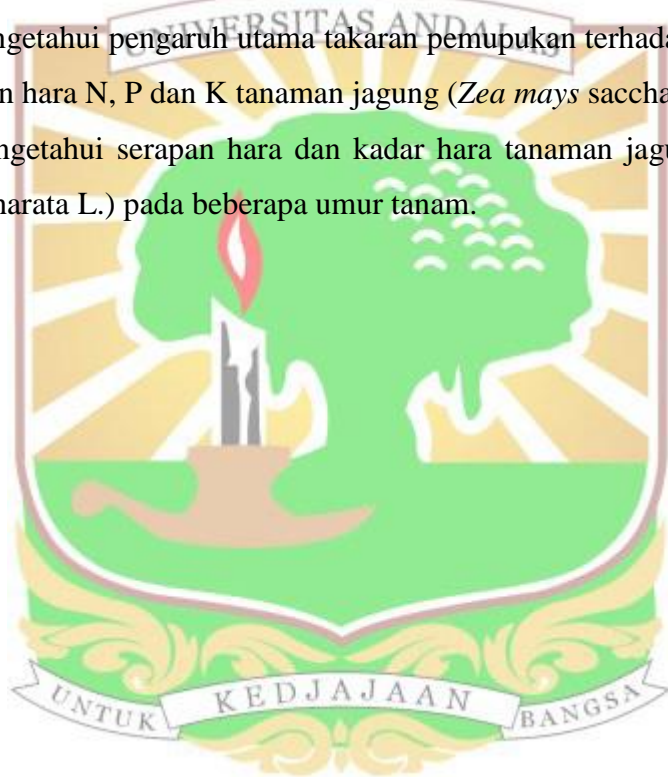 UNIVERSITAS ANDALAS
ngetahui pengaruh utama takaran pemupukan terhada
n hara N, P dan K tanaman jagung (Zea mays saccha
ngetahui serapan hara dan kadar hara tanaman jagu
narata L.) pada beberapa umur tanam.
UNTUK KEDJAJAAN BANGSA